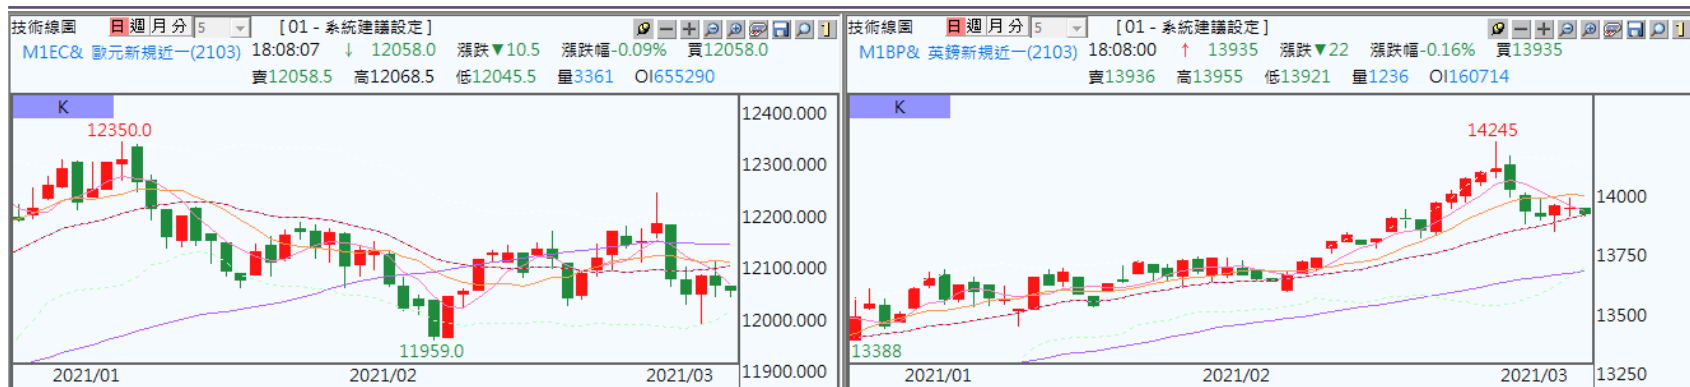 技術線圖 日 週 月 分 5 [ 01 - 系統建議設定 ]
M1EC& 歐元新規近一(2103) 18:08:07 ↓ 12058.0 漲跌▼10.5 漲跌幅-0.09% 買12058.0
賣12058.5 高12068.5 低12045.5 量3361 OI655290
K
12350.0
11959.0
12400.000
12300.000
12200.000
12100.000
12000.000
11900.000
2021/01 2021/02 2021/03
技術線圖 日 週 月 分 5 [ 01 - 系統建議設定 ]
M1BP& 英鎊新規近一(2103) 18:08:00 ↑ 13935 漲跌▼22 漲跌幅-0.16% 買13935
賣13936 高13955 低13921 量1236 OI160714
K
14245
13388
14000
13750
13500
13250
2021/01 2021/02 2021/03